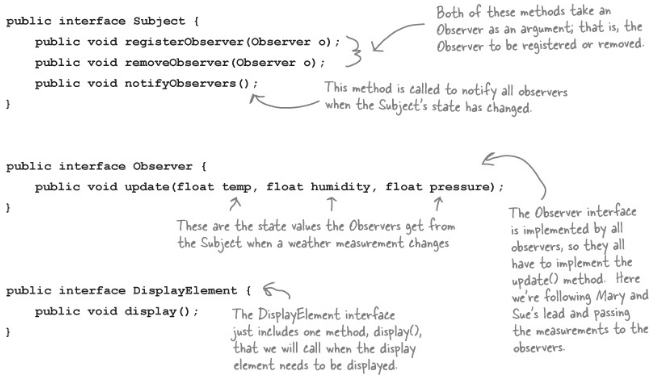 public interface Subject {
public void registerObserver(Observer o);
public void removeObserver(Observer o);
public void notifyObservers();
}
Both of these methods take an
Observer as an argument; that is, the
Observer to be registered or removed.
This method is called to notify all observers
when the Subject's state has changed.
public interface Observer {
public void update(float temp, float humidity, float pressure);
}
These are the state values the Observers get from
the Subject when a weather measurement changes
The Observer interface
is implemented by all
observers, so they all
have to implement the
update() method. Here
we're following Mary and
Sue's lead and passing
the measurements to the
observers.
public interface DisplayElement {
public void display();
}
The DisplayElement interface
just includes one method, display(),
that we will call when the display
element needs to be displayed.